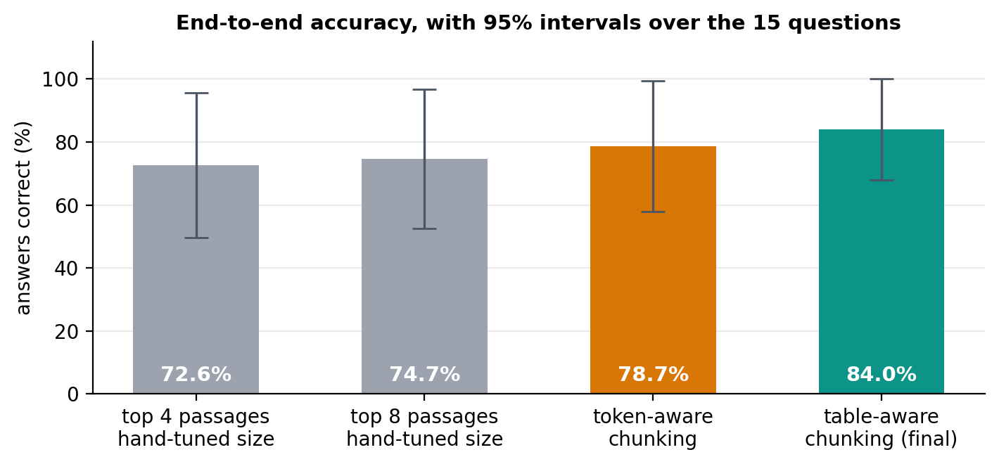 End-to-end accuracy, with 95% intervals over the 15 questions
answers correct (%)
100
80
60
40
20
0
72.6%
74.7%
78.7%
84.0%
top 4 passages
hand-tuned size
top 8 passages
hand-tuned size
token-aware
chunking
table-aware
chunking (final)